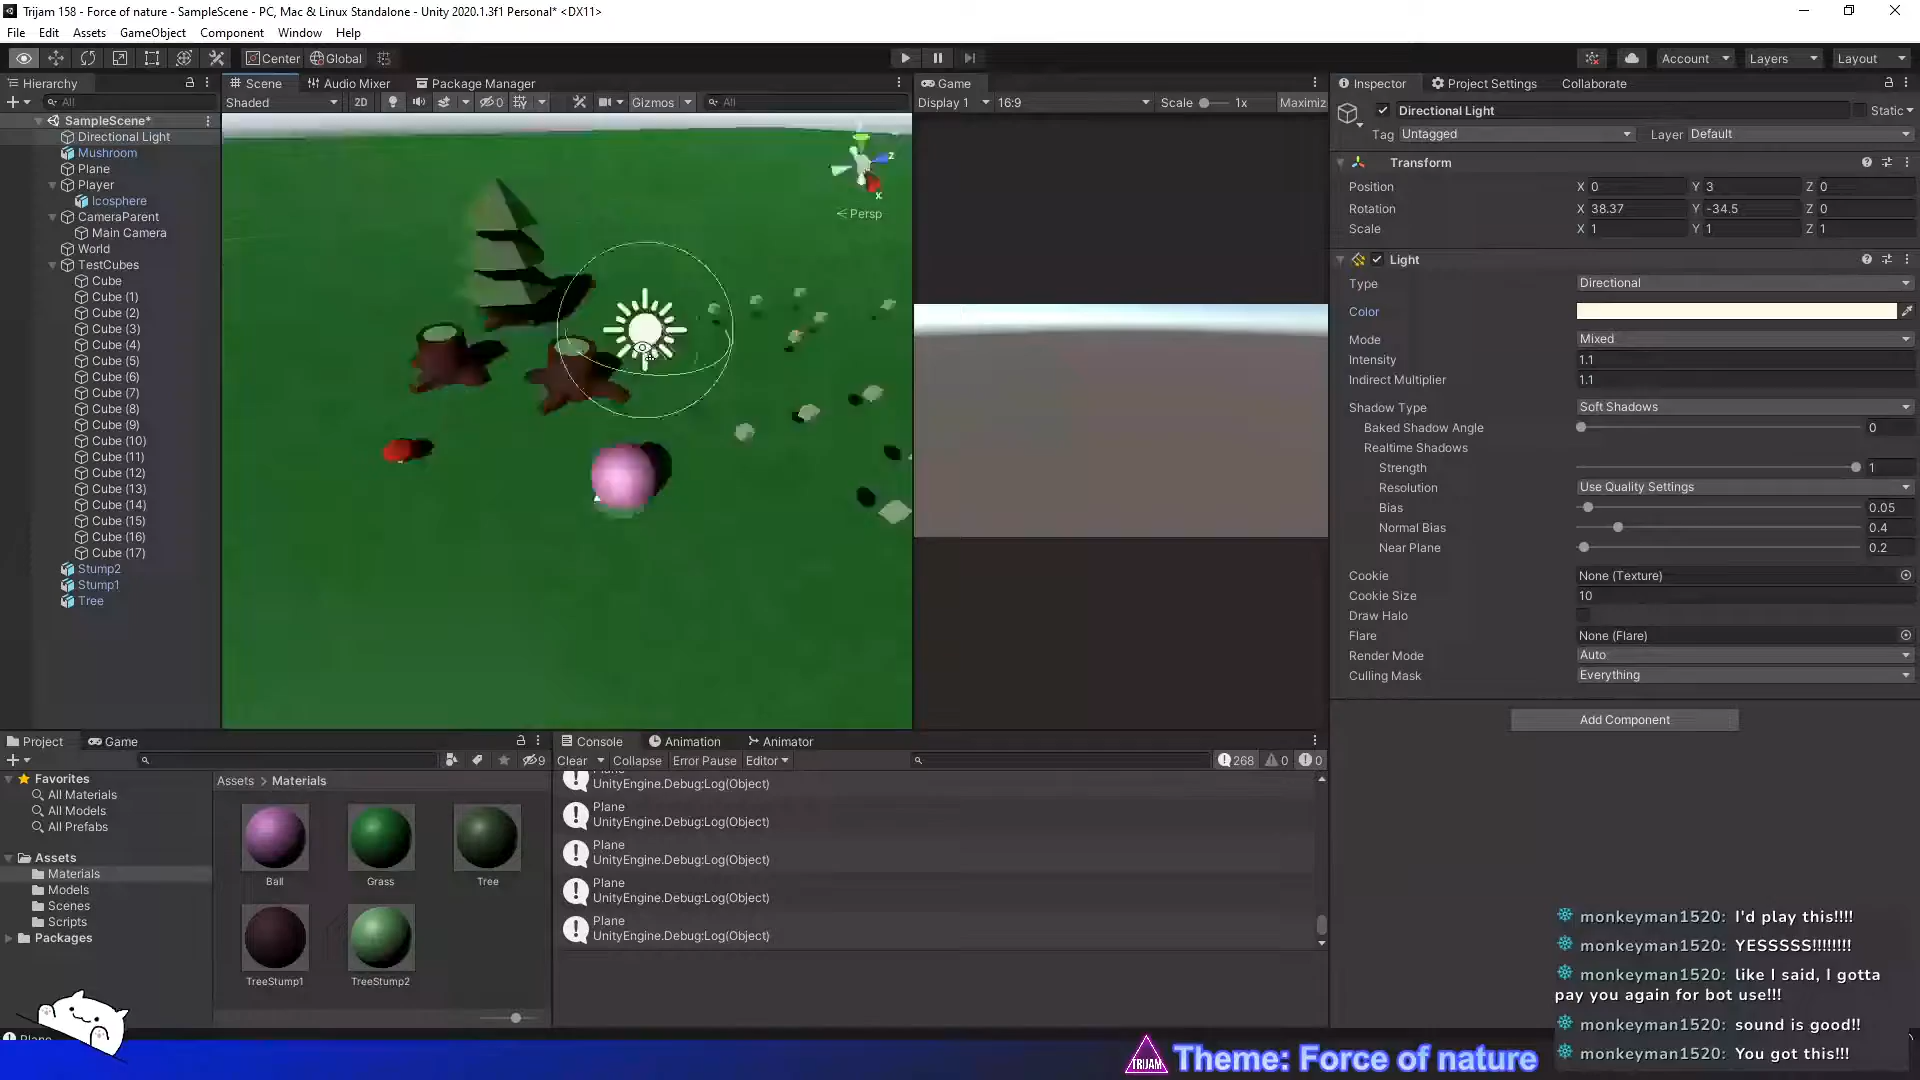 Trijam 158 - Force of nature - SampleScene - PC, Mac & Linux Standalone - Unity 2020.1.3f1 Personal* <DX11>
File Edit Assets GameObject Component Window Help
Center Global Account Layers Layout
Hierarchy
All
SampleScene*
Directional Light
Mushroom
Plane
Player
Icosphere
CameraParent
Main Camera
World
TestCubes
Cube
Cube (1)
Cube (2)
Cube (3)
Cube (4)
Cube (5)
Cube (6)
Cube (7)
Cube (8)
Cube (9)
Cube (10)
Cube (11)
Cube (12)
Cube (13)
Cube (14)
Cube (15)
Cube (16)
Cube (17)
Stump2
Stump1
Tree
Scene Audio Mixer Package Manager
Shaded 2D 0 Gizmos All
z
x
Persp
Game
Display 1 16:9 Scale 1x Maximiz
Inspector Project Settings Collaborate
Directional Light Static
Tag Untagged Layer Default
Transform
Position X 0 Y 3 Z 0
Rotation X 38.37 Y -34.5 Z 0
Scale X 1 Y 1 Z 1
Light
Type Directional
Color
Mode Mixed
Intensity 1.1
Indirect Multiplier 1.1
Shadow Type Soft Shadows
Baked Shadow Angle 0
Realtime Shadows
Strength 1
Resolution Use Quality Settings
Bias 0.05
Normal Bias 0.4
Near Plane 0.2
Cookie None (Texture)
Cookie Size 10
Draw Halo
Flare None (Flare)
Render Mode Auto
Culling Mask Everything
Add Component
Project Game
9
Favorites
All Materials
All Models
All Prefabs
Assets
Materials
Models
Scenes
Scripts
Packages
Assets > Materials
Ball Grass Tree
TreeStump1 TreeStump2
Console Animation Animator
Clear Collapse Error Pause Editor 268 0 0
UnityEngine.Debug:Log(Object)
Plane
UnityEngine.Debug:Log(Object)
Plane
UnityEngine.Debug:Log(Object)
Plane
UnityEngine.Debug:Log(Object)
Plane
UnityEngine.Debug:Log(Object)
monkeyman1520: I'd play this!!!!
monkeyman1520: YESSSSS!!!!!!!!
monkeyman1520: like I said, I gotta
pay you again for bot use!!!
monkeyman1520: sound is good!!
monkeyman1520: You got this!!!
TRIJAM Theme: Force of nature